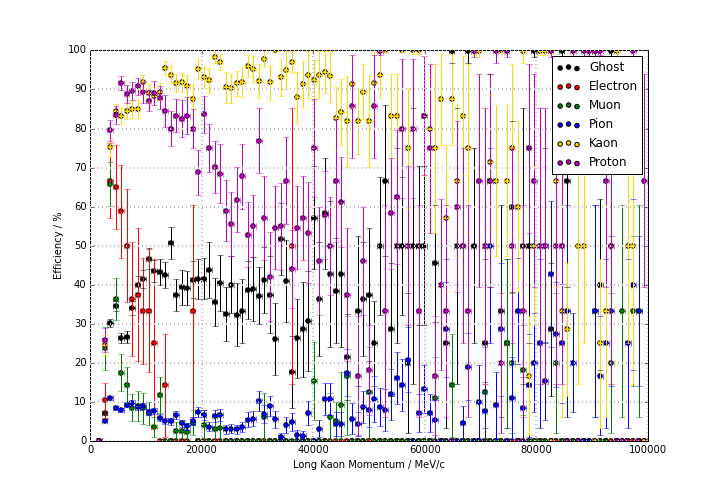 100
90
80
70
60
50
40
30
20
10
0
Efficiency / %
0
20000
40000
60000
80000
100000
Long Kaon Momentum / MeV/c
Ghost
Electron
Muon
Pion
Kaon
Proton